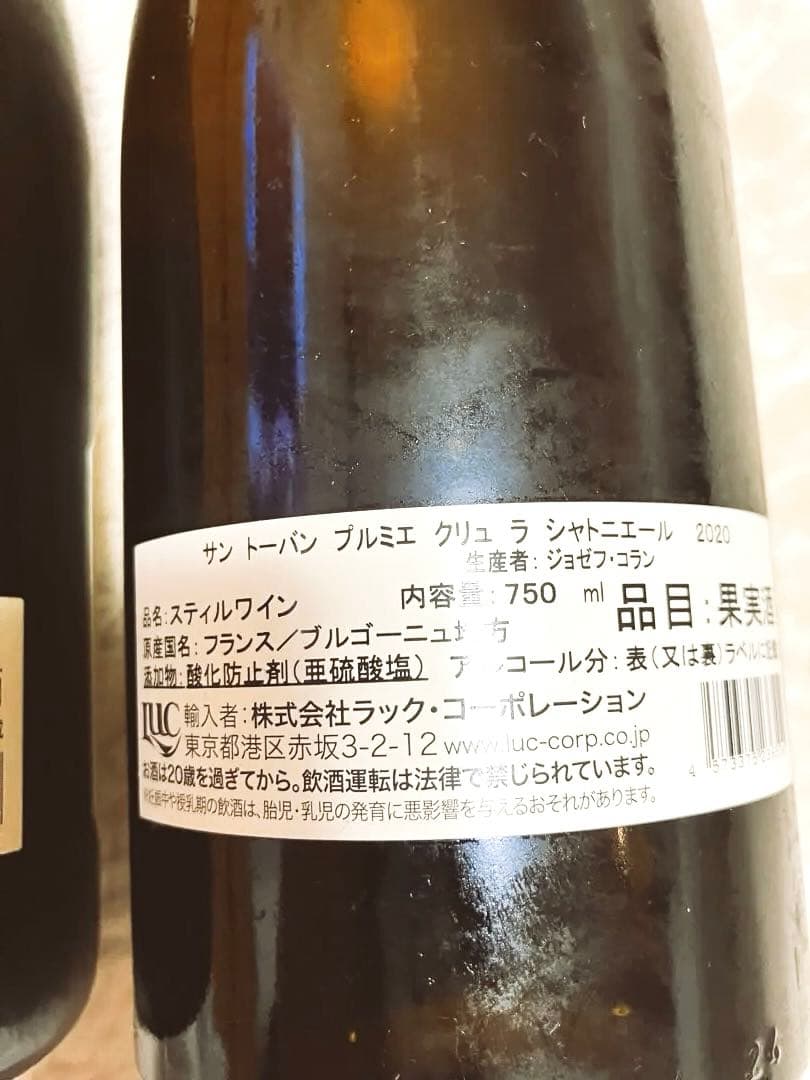 サン トーバン プルミエ クリュ ラ シャトニエール 2020
生産者: ジョゼフ・コラン
品名:スティルワイン 内容量:750 ml 品目:果実酒
原産国名:フランス/ブルゴーニュ地方
添加物:酸化防止剤(亜硫酸塩) アルコール分:表(又は裏)ラベルに記載
LUC 輸入者:株式会社ラック・コーポレーション
東京都港区赤坂3-2-12 www.luc-corp.co.jp
お酒は20歳を過ぎてから。飲酒運転は法律で禁じられています。
妊娠中や授乳期の飲酒は、胎児・乳児の発育に悪影響を与えるおそれがあります。